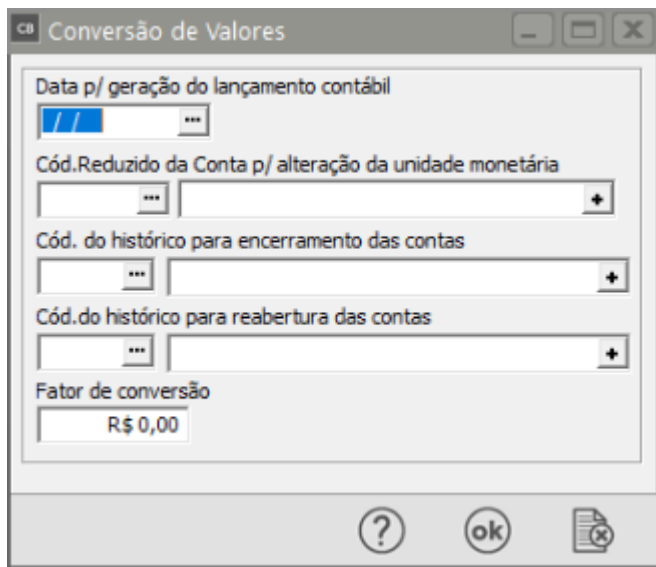 CB Conversão de Valores
Data p/ geração do lançamento contábil
/ /
Cód.Reduzido da Conta p/ alteração da unidade monetária
Cód. do histórico para encerramento das contas
Cód.do histórico para reabertura das contas
Fator de conversão
R$ 0,00
? ok